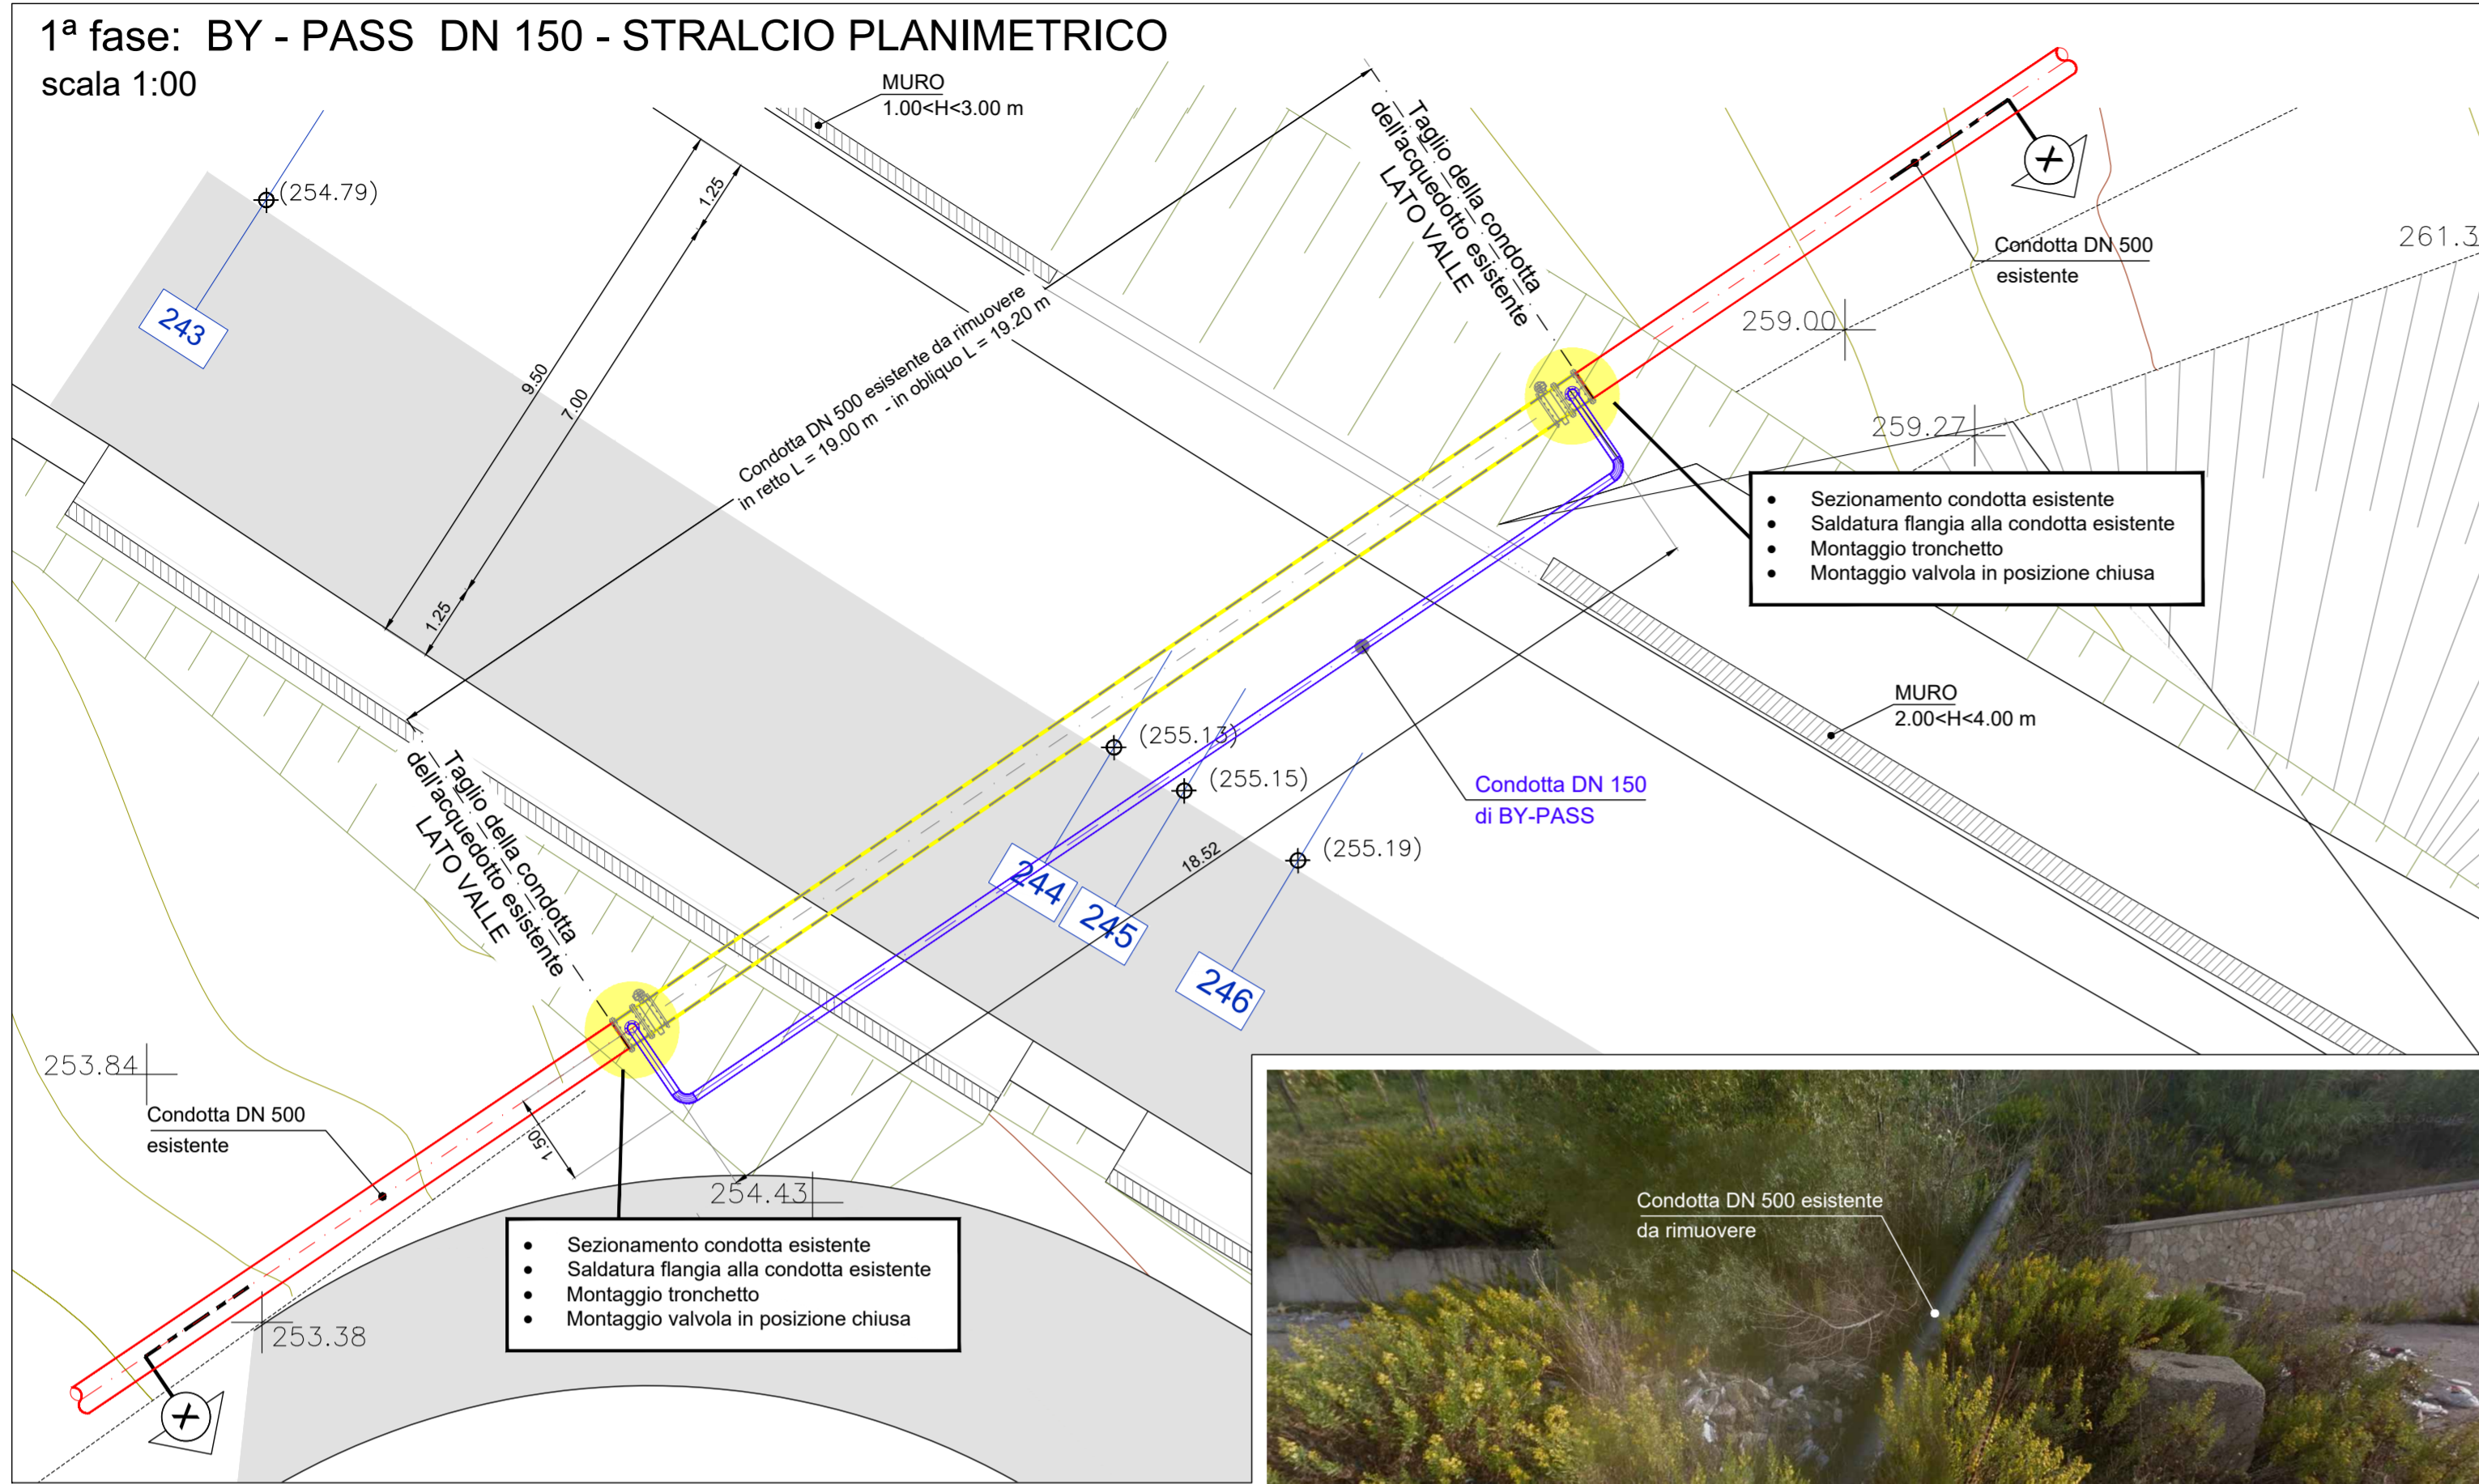 1ª fase: BY - PASS DN 150 - STRALCIO PLANIMETRICO
scala 1:00
MURO
1.00<H<3.00 m
(254.79)
243
1.25
9.50
7.00
1.25
Condotta DN 500 esistente da rimuovere
in retto L = 19.00 m - in obliquo L = 19.20 m
Taglio della condotta
dell'acquedotto esistente
LATO VALLE
X
Condotta DN 500
esistente
261.3
259.00
259.27
• Sezionamento condotta esistente
• Saldatura flangia alla condotta esistente
• Montaggio tronchetto
• Montaggio valvola in posizione chiusa
MURO
2.00<H<4.00 m
(255.13)
(255.15)
(255.19)
Condotta DN 150
di BY-PASS
18.52
244
245
246
Taglio della condotta
dell'acquedotto esistente
LATO VALLE
253.84
Condotta DN 500
esistente
1.50
254.43
• Sezionamento condotta esistente
• Saldatura flangia alla condotta esistente
• Montaggio tronchetto
• Montaggio valvola in posizione chiusa
253.38
X
Condotta DN 500 esistente
da rimuovere